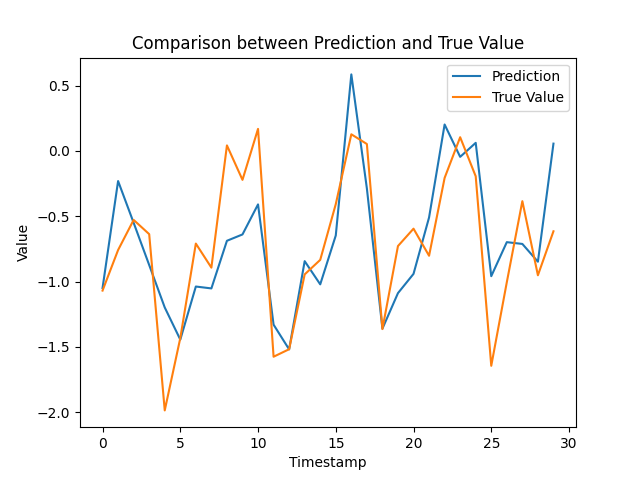 Comparison between Prediction and True Value
Prediction
True Value
0.5
0.0
−0.5
−1.0
−1.5
−2.0
Value
0 5 10 15 20 25 30
Timestamp